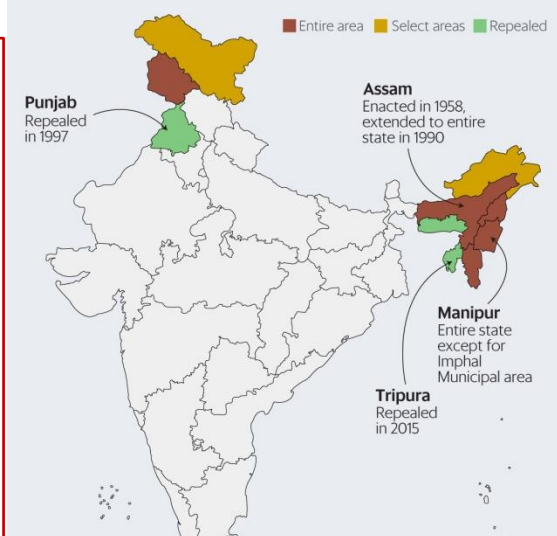 Entire area Select areas Repealed
Punjab
Repealed
in 1997
Assam
Enacted in 1958,
extended to entire
state in 1990
Manipur
Entire state
except for
Imphal
Municipal area
Tripura
Repealed
in 2015